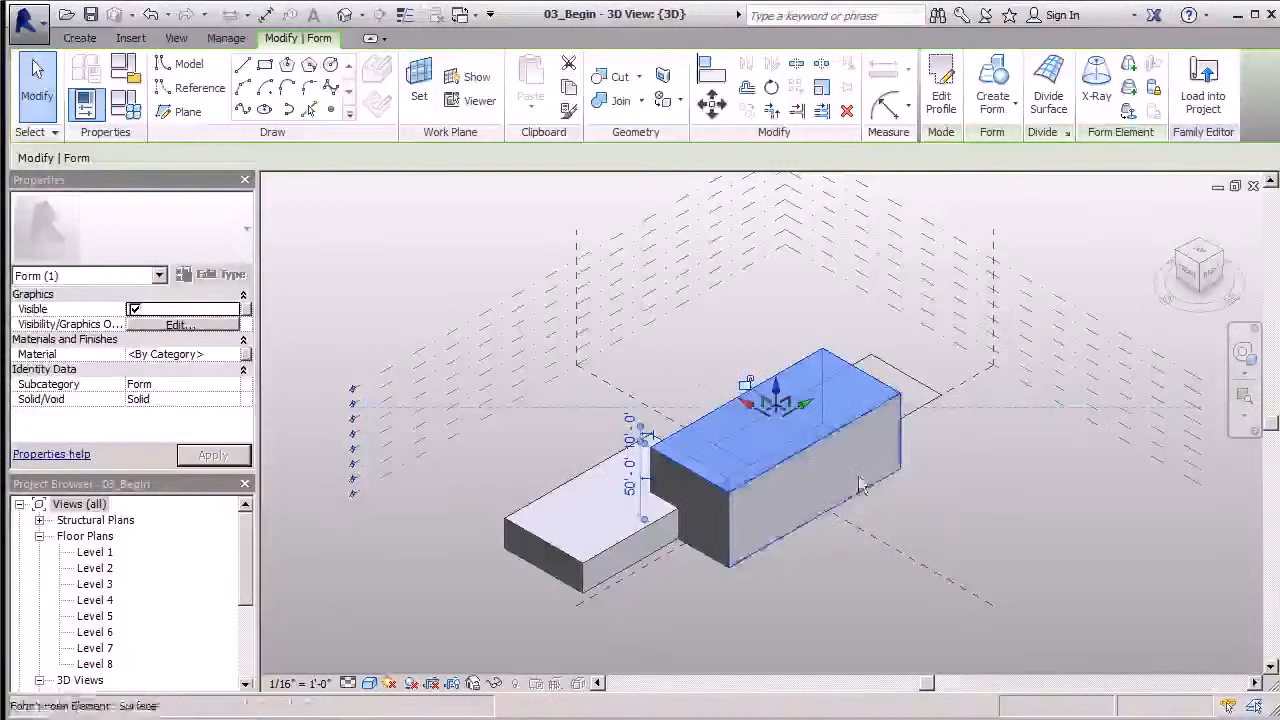 03_Begin - 3D View: {3D}
Type a keyword or phrase
Sign In
Create
Insert
View
Manage
Modify | Form
Modify
Select
Properties
Model
Reference
Plane
Draw
Set
Show
Viewer
Work Plane
Paste
Clipboard
Cut
Join
Geometry
Modify
Measure
Edit
Profile
Mode
Create
Form
Form
Divide
Surface
Divide
X-Ray
Form Element
Load into
Project
Family Editor
Modify | Form
Properties
Form (1)
Edit Type
Graphics
Visible
Visibility/Graphics O...
Edit...
Materials and Finishes
Material
<By Category>
Identity Data
Subcategory
Form
Solid/Void
Solid
Properties help
Apply
Project Browser - 03_Begin
Views (all)
Structural Plans
Floor Plans
Level 1
Level 2
Level 3
Level 4
Level 5
Level 6
Level 7
Level 8
3D Views
50' - 0"
1/16" = 1'-0"